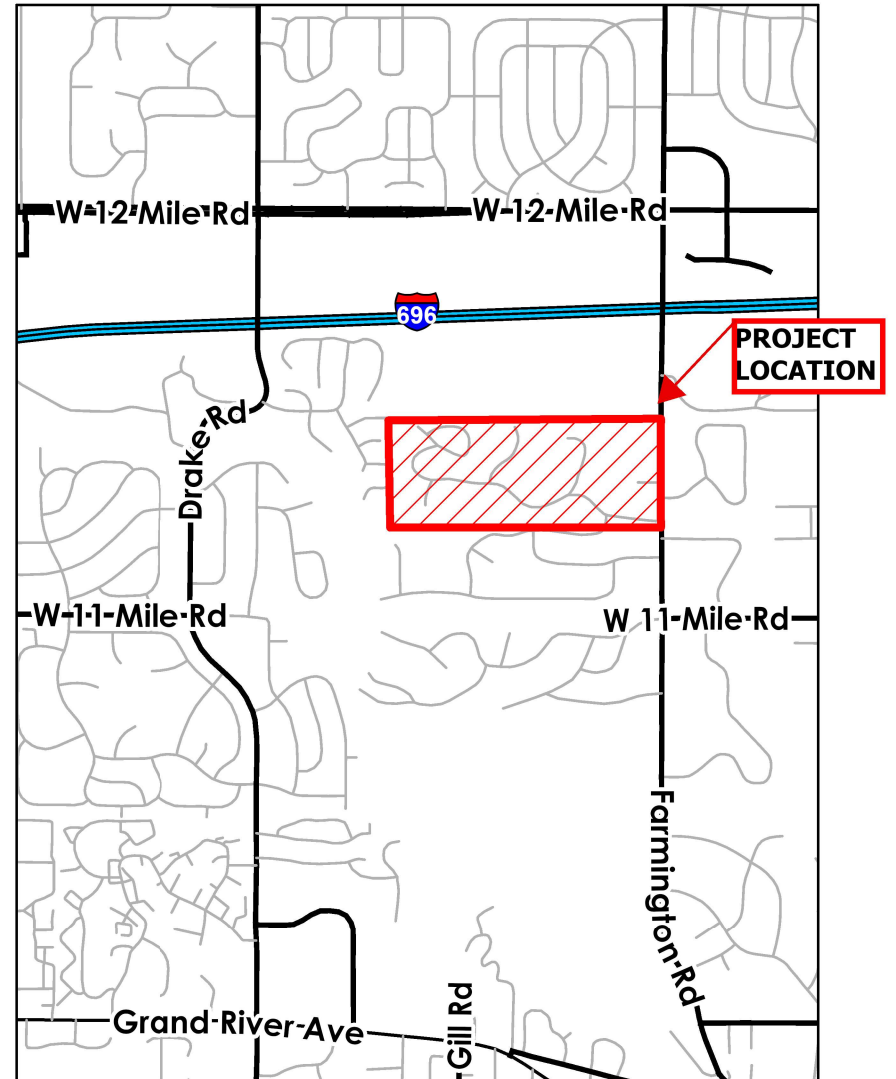 W 12 Mile Rd
W 12 Mile Rd
696
PROJECT
LOCATION
Drake Rd
W 11 Mile Rd
W 11 Mile Rd
Farmington Rd
Gill Rd
Grand River Ave